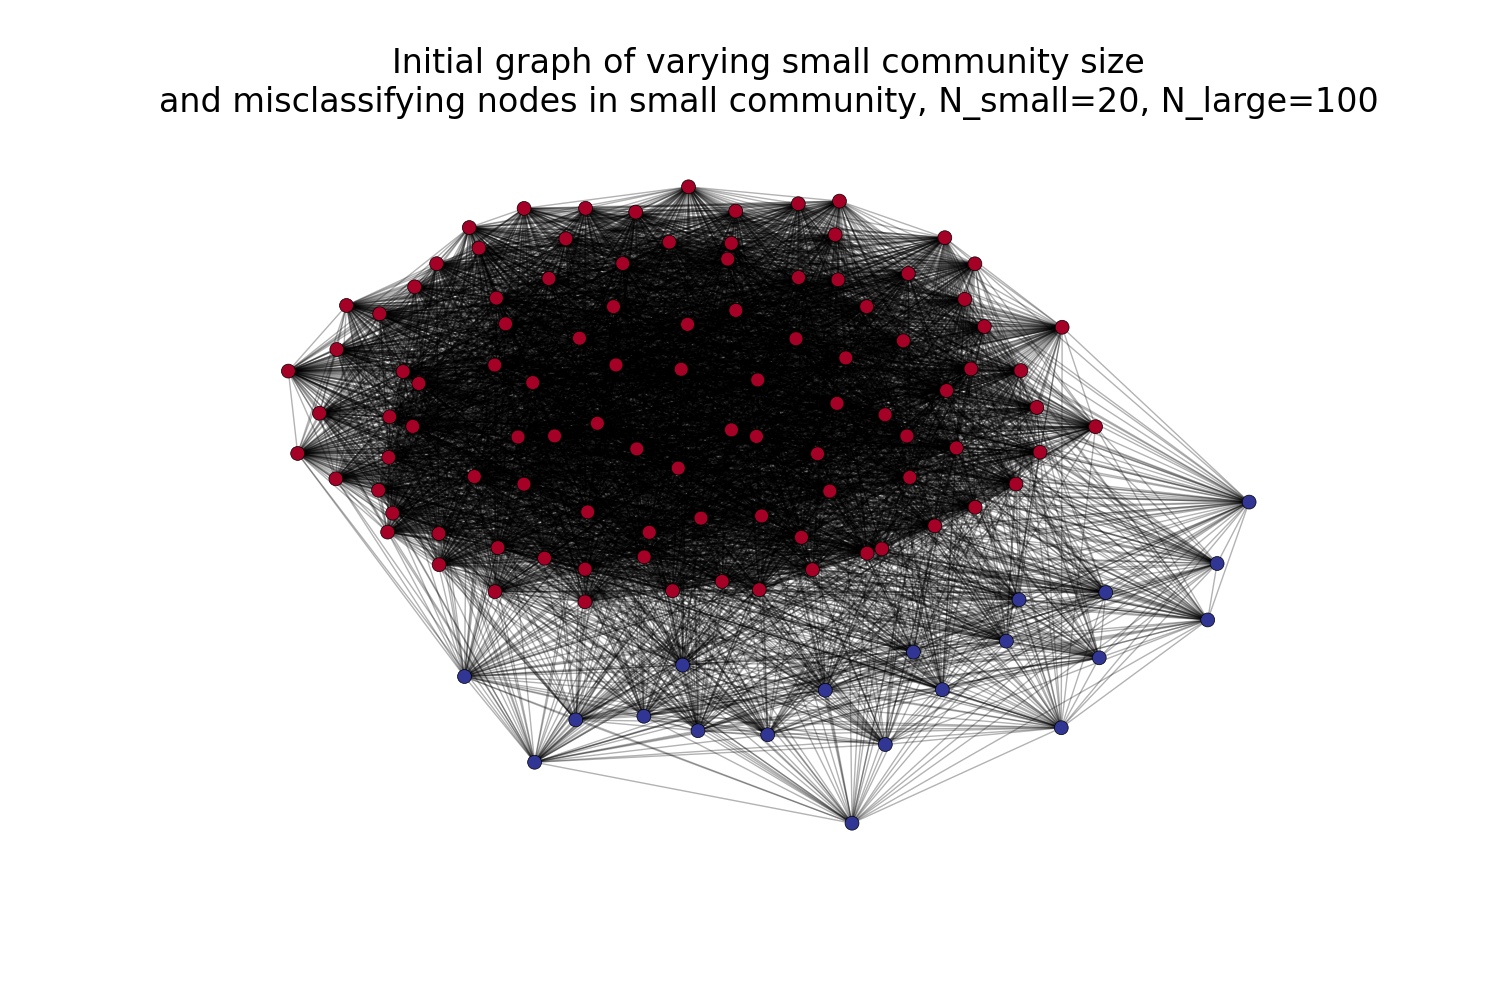 Initial graph of varying small community size
and misclassifying nodes in small community, N_small=20, N_large=100